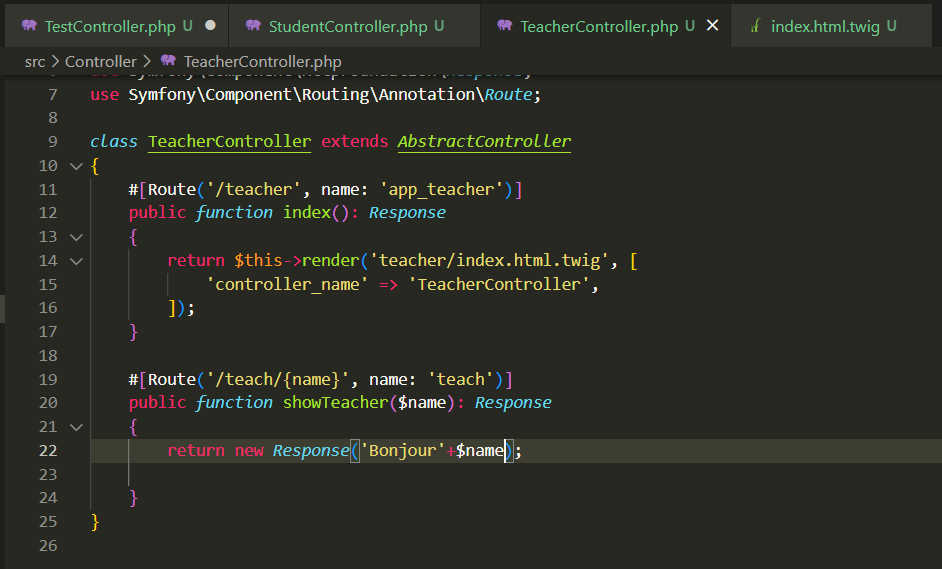 TestController.php U
StudentController.php U
TeacherController.php U
index.html.twig U
src > Controller > TeacherController.php
7 use Symfony\Component\Routing\Annotation\Route;
8
9 class TeacherController extends AbstractController
10 {
11 #[Route('/teacher', name: 'app_teacher')]
12 public function index(): Response
13 {
14 return $this->render('teacher/index.html.twig', [
15 'controller_name' => 'TeacherController',
16 ]);
17 }
18
19 #[Route('/teach/{name}', name: 'teach')]
20 public function showTeacher($name): Response
21 {
22 return new Response('Bonjour'+$name);
23
24 }
25 }
26